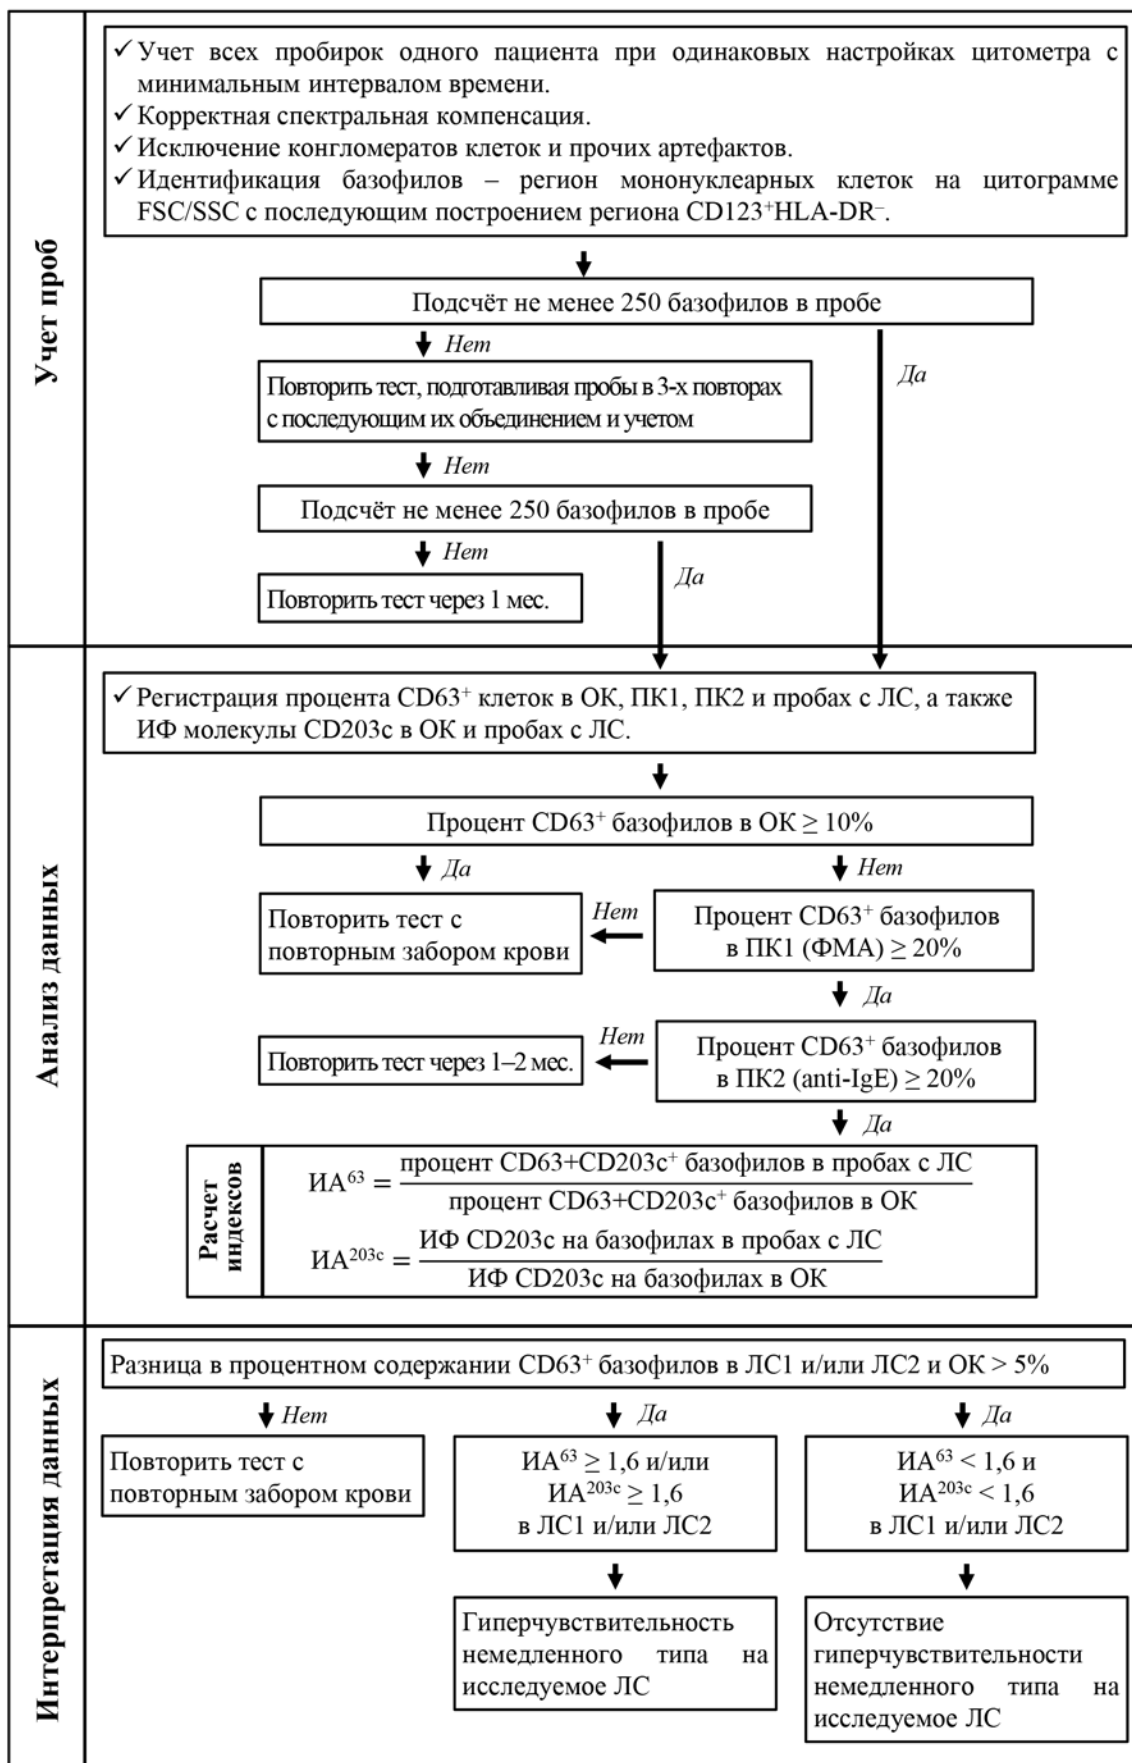 Учет проб
✓ Учет всех пробирок одного пациента при одинаковых настройках цитометра с
минимальным интервалом времени.
✓ Корректная спектральная компенсация.
✓ Исключение конгломератов клеток и прочих артефактов.
✓ Идентификация базофилов – регион мононуклеарных клеток на цитограмме
FSC/SSC с последующим построением региона CD123⁺HLA-DR⁻.
Подсчёт не менее 250 базофилов в пробе
Нет
Да
Повторить тест, подготавливая пробы в 3-х повторах
с последующим их объединением и учетом
Нет
Подсчёт не менее 250 базофилов в пробе
Нет
Да
Повторить тест через 1 мес.
Анализ данных
✓ Регистрация процента CD63⁺ клеток в ОК, ПК1, ПК2 и пробах с ЛС, а также
ИФ молекулы CD203c в ОК и пробах с ЛС.
Процент CD63⁺ базофилов в ОК ≥ 10%
Да
Нет
Повторить тест с
повторным забором крови
Нет
Процент CD63⁺ базофилов
в ПК1 (ФМА) ≥ 20%
Да
Повторить тест через 1–2 мес.
Нет
Процент CD63⁺ базофилов
в ПК2 (anti-IgE) ≥ 20%
Да
Расчет
индексов
ИА⁶³ = процент CD63+CD203c⁺ базофилов в пробах с ЛС
процент CD63+CD203c⁺ базофилов в ОК
ИА²⁰³ᶜ = ИФ CD203c на базофилах в пробах с ЛС
ИФ CD203c на базофилах в ОК
Интерпретация данных
Разница в процентном содержании CD63⁺ базофилов в ЛС1 и/или ЛС2 и ОК > 5%
Нет
Да
Да
Повторить тест с
повторным забором крови
ИА⁶³ ≥ 1,6 и/или
ИА²⁰³ᶜ ≥ 1,6
в ЛС1 и/или ЛС2
ИА⁶³ < 1,6 и
ИА²⁰³ᶜ < 1,6
в ЛС1 и/или ЛС2
Гиперчувствительность
немедленного типа на
исследуемое ЛС
Отсутствие
гиперчувствительности
немедленного типа на
исследуемое ЛС